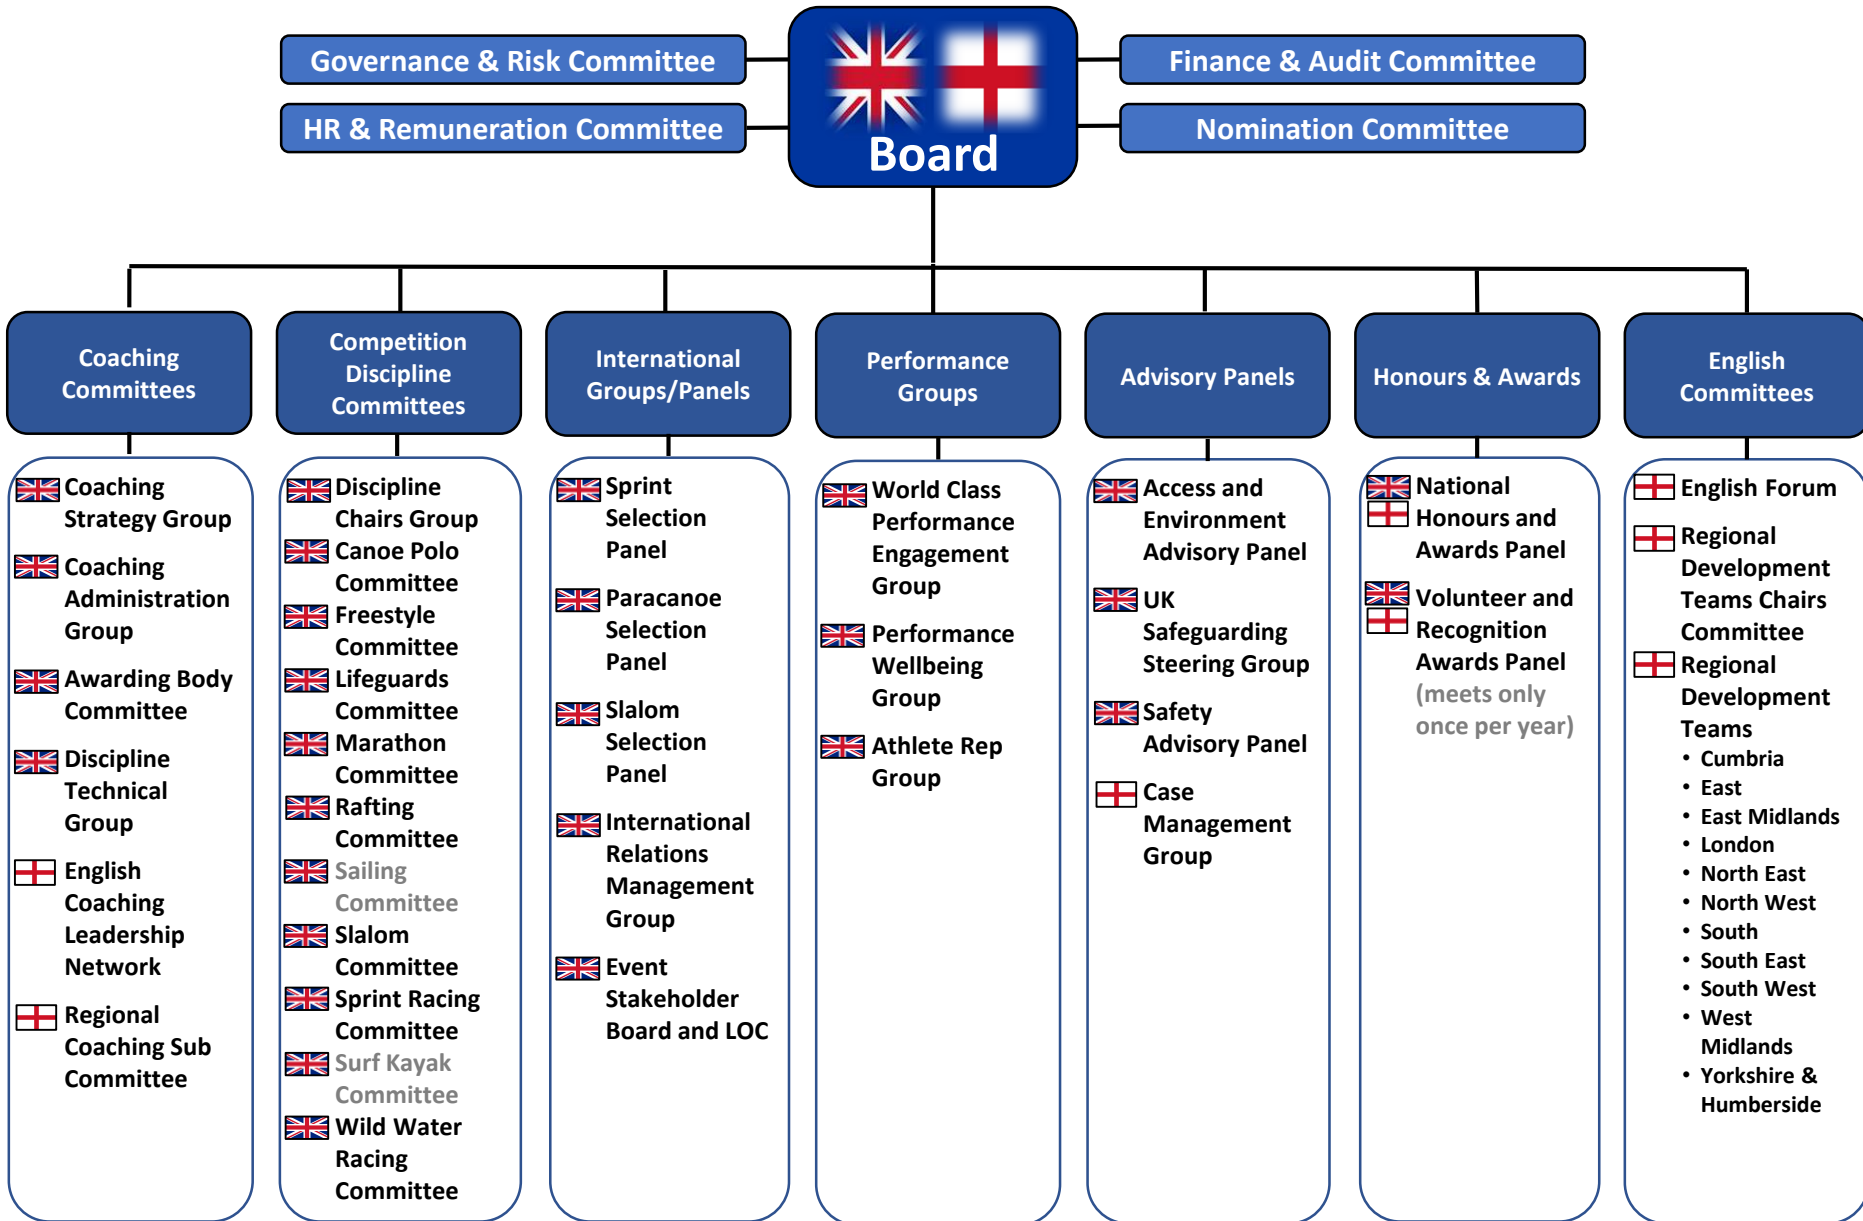 Governance & Risk Committee
HR & Remuneration Committee
Board
Finance & Audit Committee
Nomination Committee
Coaching
Committees
Coaching
Strategy Group
Coaching
Administration
Group
Awarding Body
Committee
Discipline
Technical
Group
English
Coaching
Leadership
Network
Regional
Coaching Sub
Committee
Competition
Discipline
Committees
Discipline
Chairs Group
Canoe Polo
Committee
Freestyle
Committee
Lifeguards
Committee
Marathon
Committee
Rafting
Committee
Sailing
Committee
Slalom
Committee
Sprint Racing
Committee
Surf Kayak
Committee
Wild Water
Racing
Committee
International
Groups/Panels
Sprint
Selection
Panel
Paracanoe
Selection
Panel
Slalom
Selection
Panel
International
Relations
Management
Group
Event
Stakeholder
Board and LOC
Performance
Groups
World Class
Performance
Engagement
Group
Performance
Wellbeing
Group
Athlete Rep
Group
Advisory Panels
Access and
Environment
Advisory Panel
UK
Safeguarding
Steering Group
Safety
Advisory Panel
Case
Management
Group
Honours & Awards
National
Honours and
Awards Panel
Volunteer and
Recognition
Awards Panel
(meets only
once per year)
English
Committees
English Forum
Regional
Development
Teams Chairs
Committee
Regional
Development
Teams
• Cumbria
• East
• East Midlands
• London
• North East
• North West
• South
• South East
• South West
• West
Midlands
• Yorkshire &
Humberside